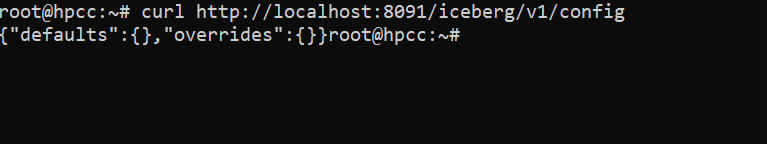 root@hpcc:~# curl http://localhost:8091/iceberg/v1/config
{"defaults":{},"overrides":{}}root@hpcc:~#